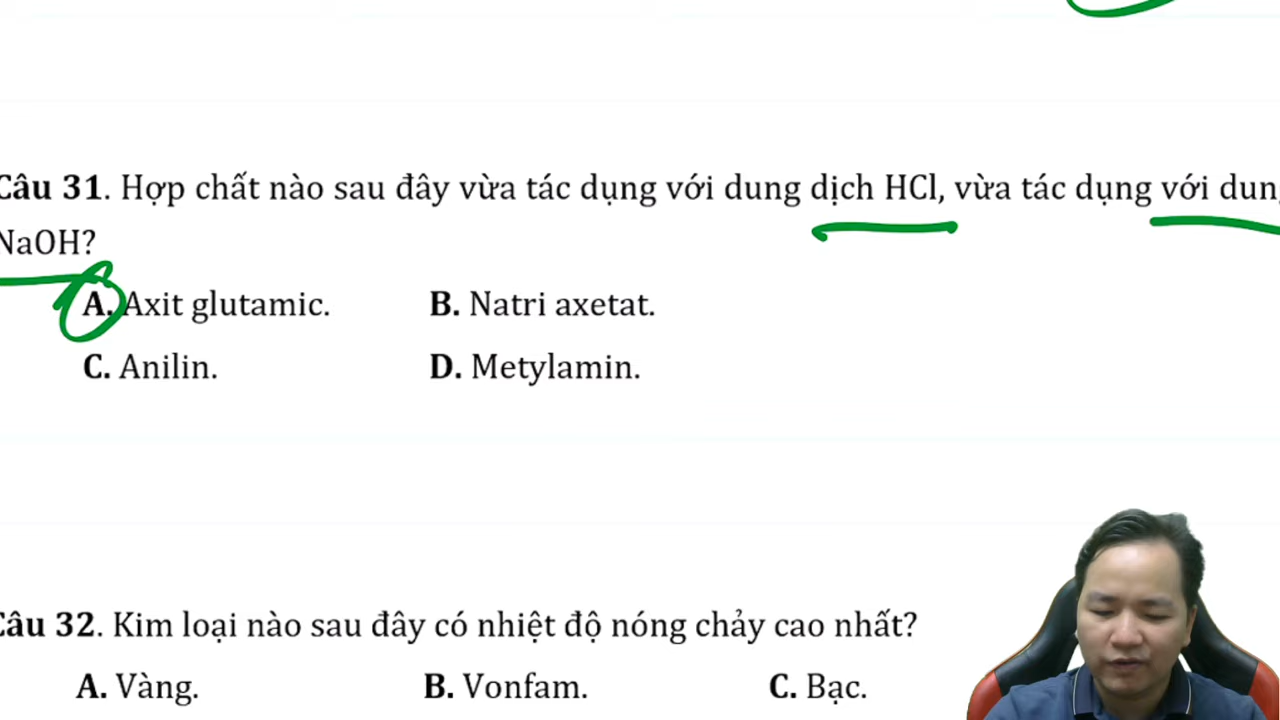 Câu 31. Hợp chất nào sau đây vừa tác dụng với dung dịch HCl, vừa tác dụng với dung
NaOH?
A. Axit glutamic. B. Natri axetat.
C. Anilin. D. Metylamin.
Câu 32. Kim loại nào sau đây có nhiệt độ nóng chảy cao nhất?
A. Vàng. B. Vonfam. C. Bạc.